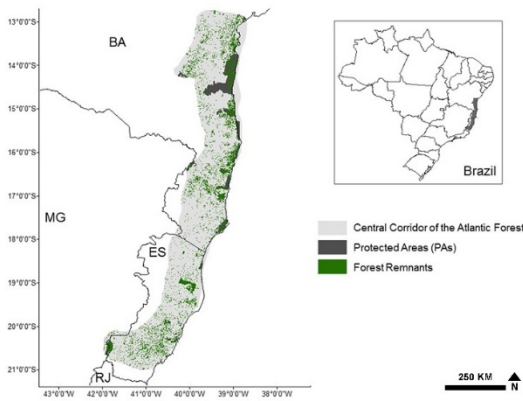 12°0'0"S
13°0'0"S
BA
14°0'0"S
15°0'0"S
16°0'0"S
17°0'0"S
MG
18°0'0"S
ES
19°0'0"S
20°0'0"S
21°0'0"S
RJ
43°0'0"W 42°0'0"W 41°0'0"W 40°0'0"W 39°0'0"W 38°0'0"W
Brazil
Central Corridor of the Atlantic Forest
Protected Areas (PAs)
Forest Remnants
250 KM
N